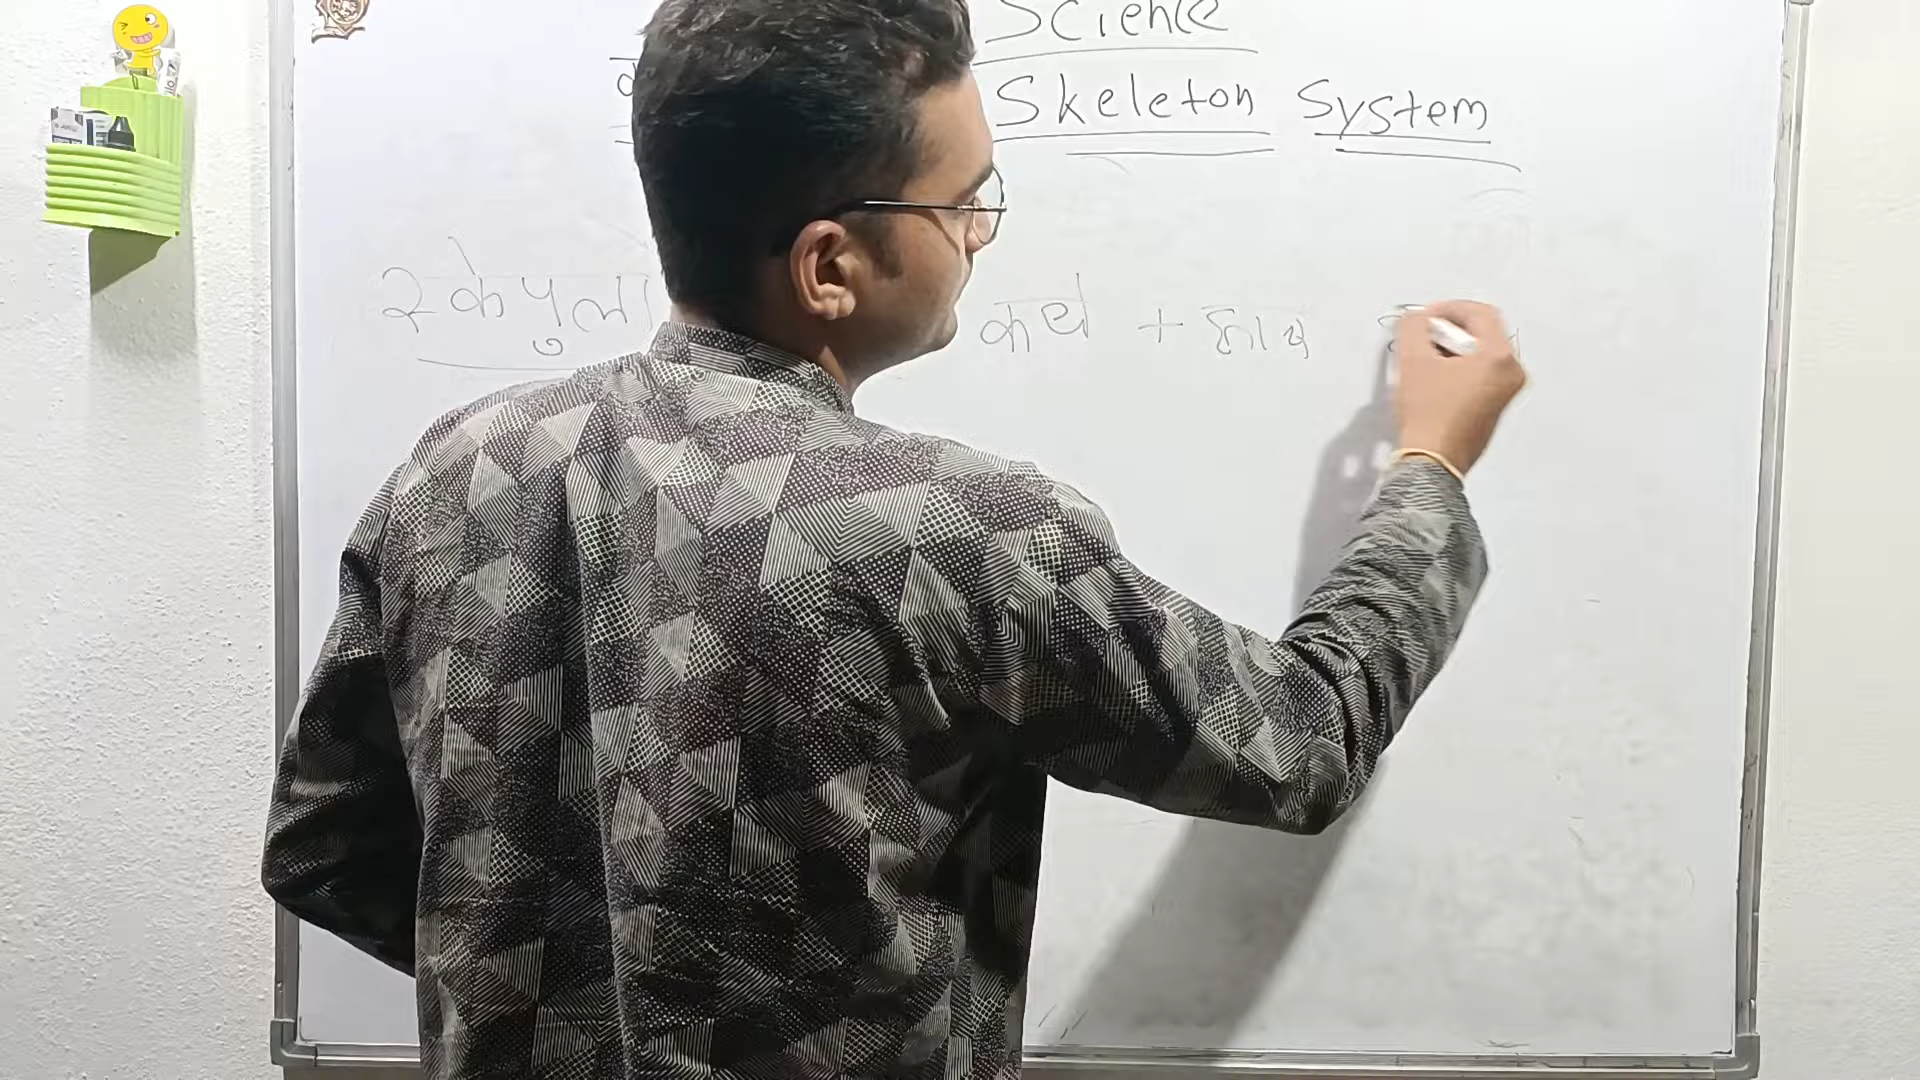 Science
Skeleton System
स्केपुला कंधे + हाथ